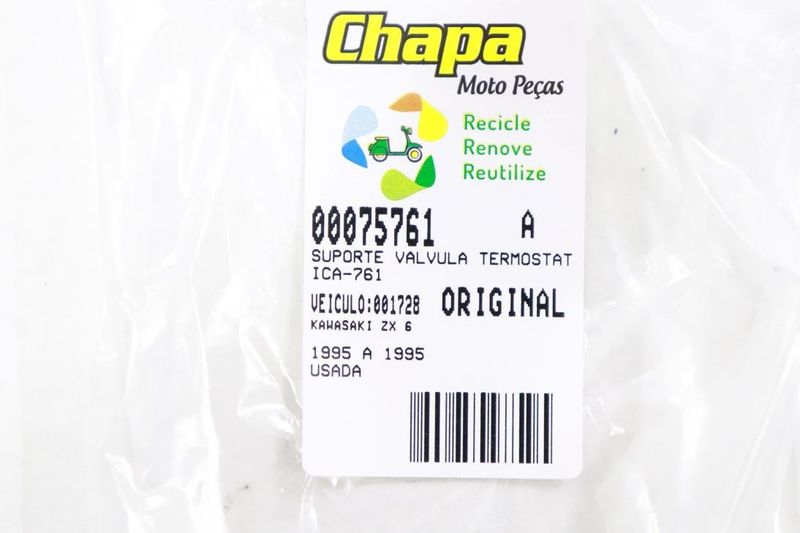 Chapa
Moto Peças
Recicle
Renove
Reutilize
00075761 A
SUPORTE VALVULA TERMOSTAT
ICA-761
VEICULO:001728 ORIGINAL
KAWASAKI ZX 6
1995 A 1995
USADA